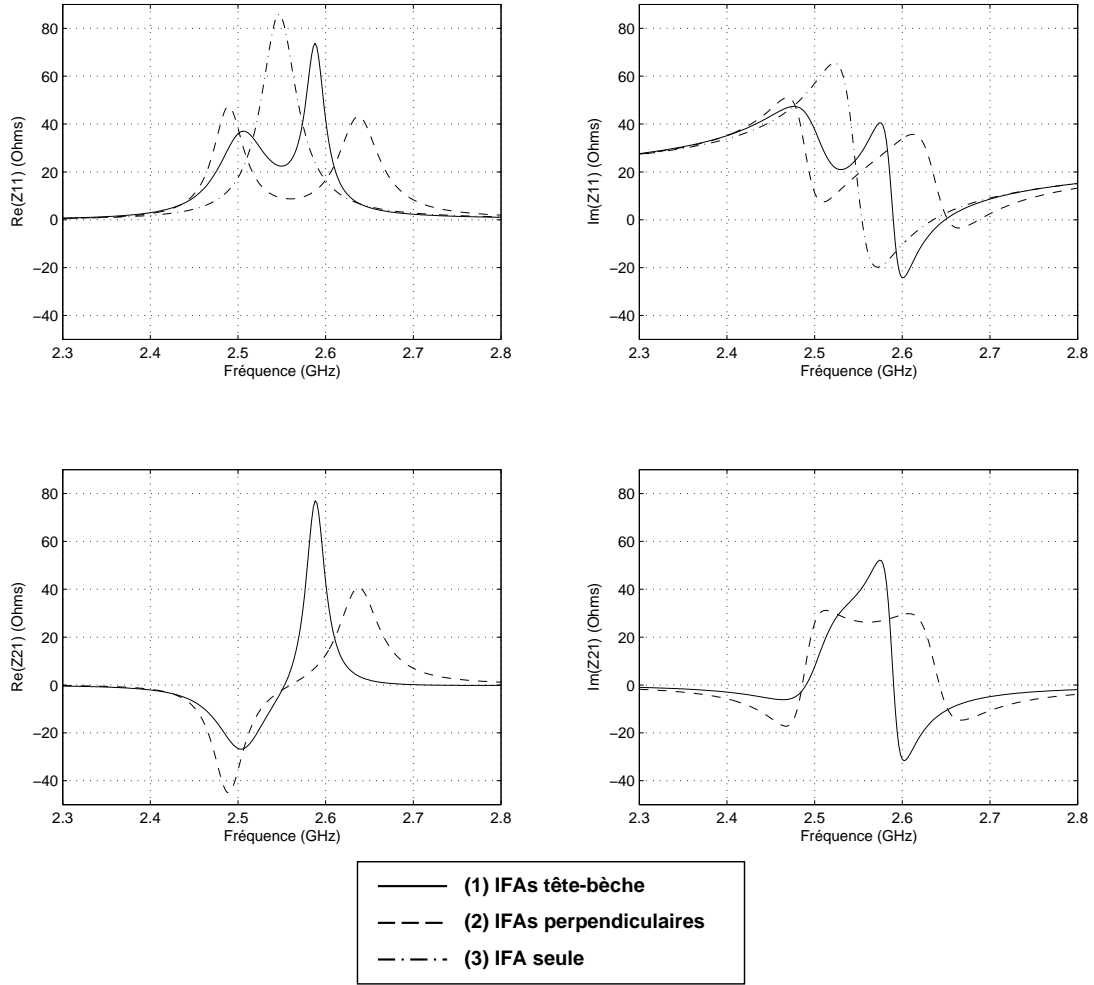 80
60
40
20
0
−20
−40
Re(Z11) (Ohms)
2.3 2.4 2.5 2.6 2.7 2.8
Fréquence (GHz)
80
60
40
20
0
−20
−40
Im(Z11) (Ohms)
2.3 2.4 2.5 2.6 2.7 2.8
Fréquence (GHz)
80
60
40
20
0
−20
−40
Re(Z21) (Ohms)
2.3 2.4 2.5 2.6 2.7 2.8
Fréquence (GHz)
80
60
40
20
0
−20
−40
Im(Z21) (Ohms)
2.3 2.4 2.5 2.6 2.7 2.8
Fréquence (GHz)
(1) IFAs tête-bèche
(2) IFAs perpendiculaires
(3) IFA seule